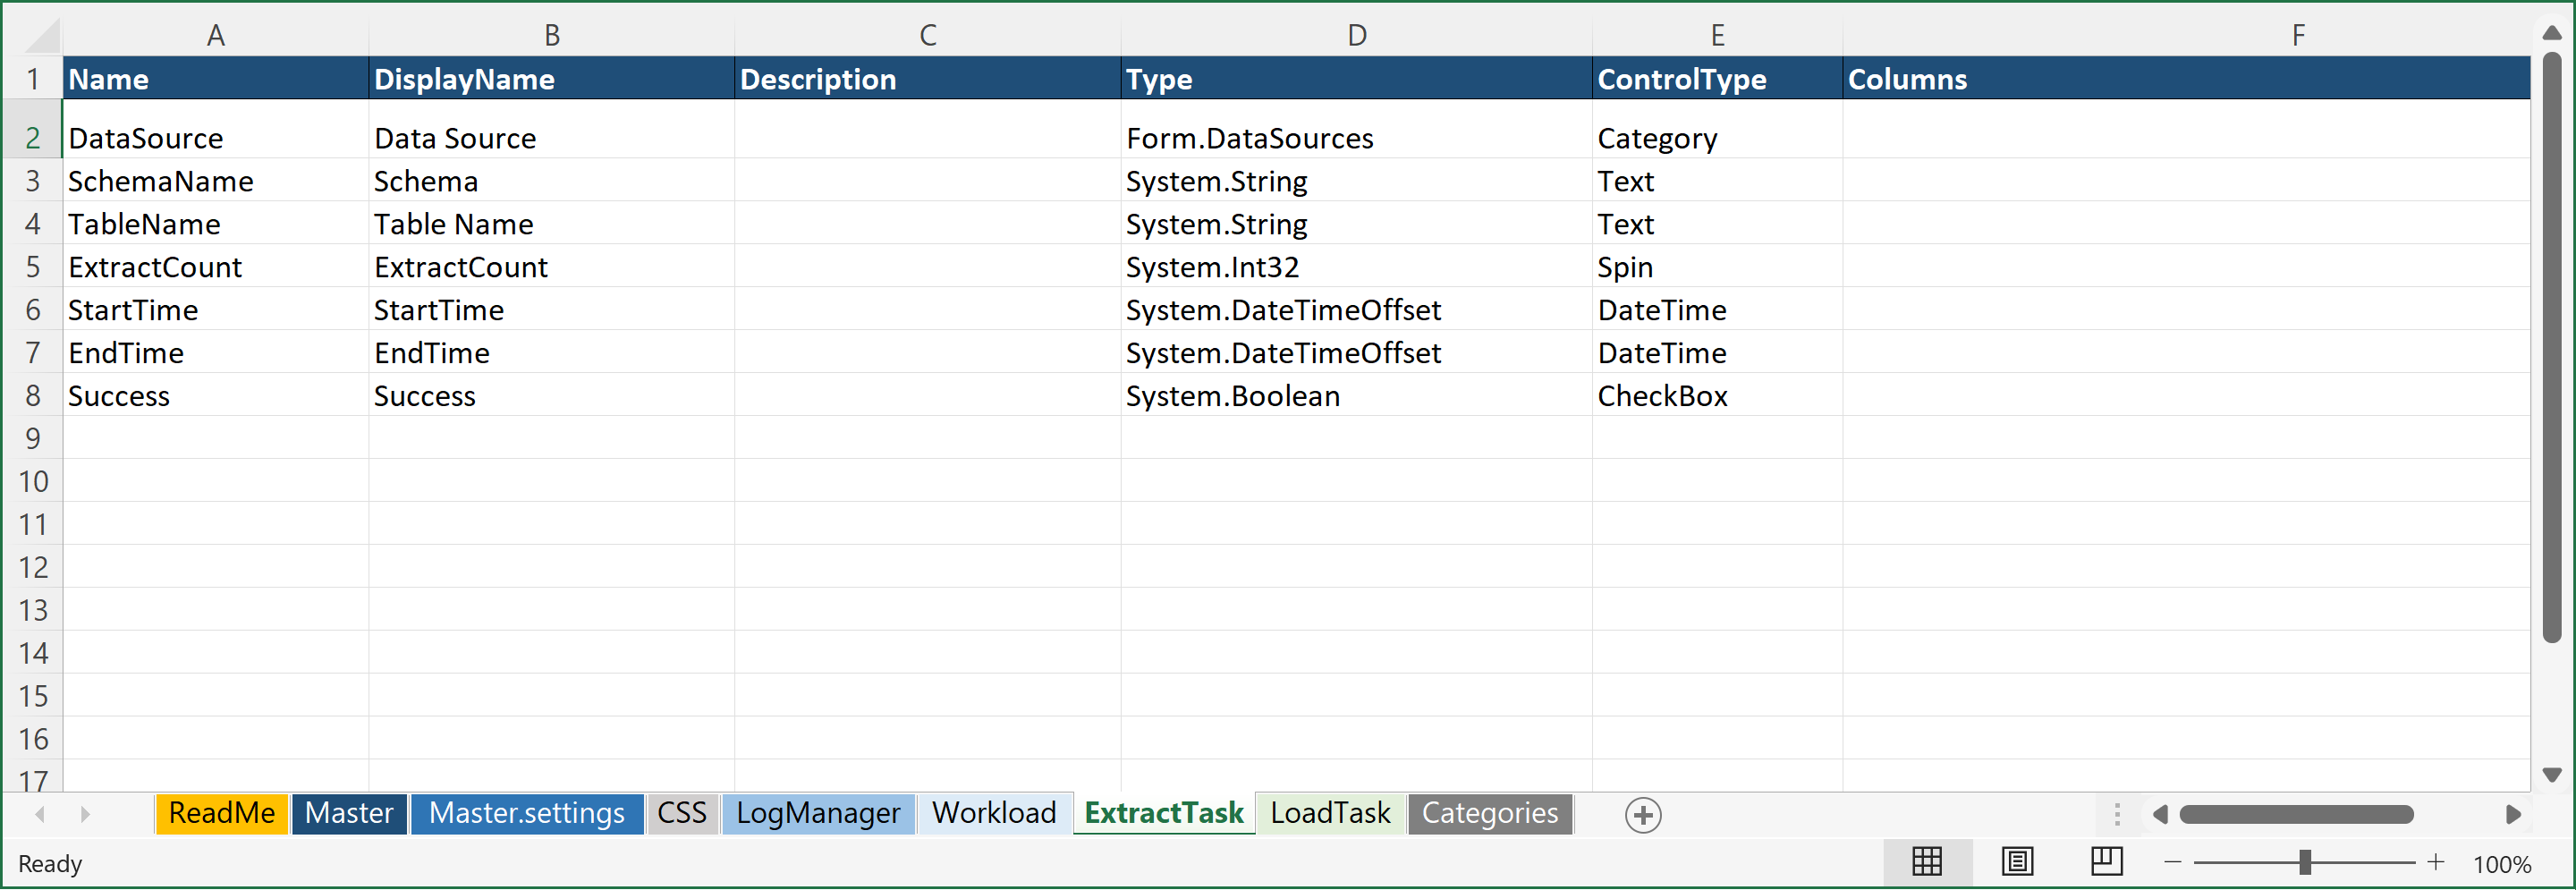 A B C D E F
1 Name DisplayName Description Type ControlType Columns
2 DataSource Data Source Form.DataSources Category
3 SchemaName Schema System.String Text
4 TableName Table Name System.String Text
5 ExtractCount ExtractCount System.Int32 Spin
6 StartTime StartTime System.DateTimeOffset DateTime
7 EndTime EndTime System.DateTimeOffset DateTime
8 Success Success System.Boolean CheckBox
9
10
11
12
13
14
15
16
17
ReadMe Master Master.settings CSS LogManager Workload ExtractTask LoadTask Categories
Ready 100%